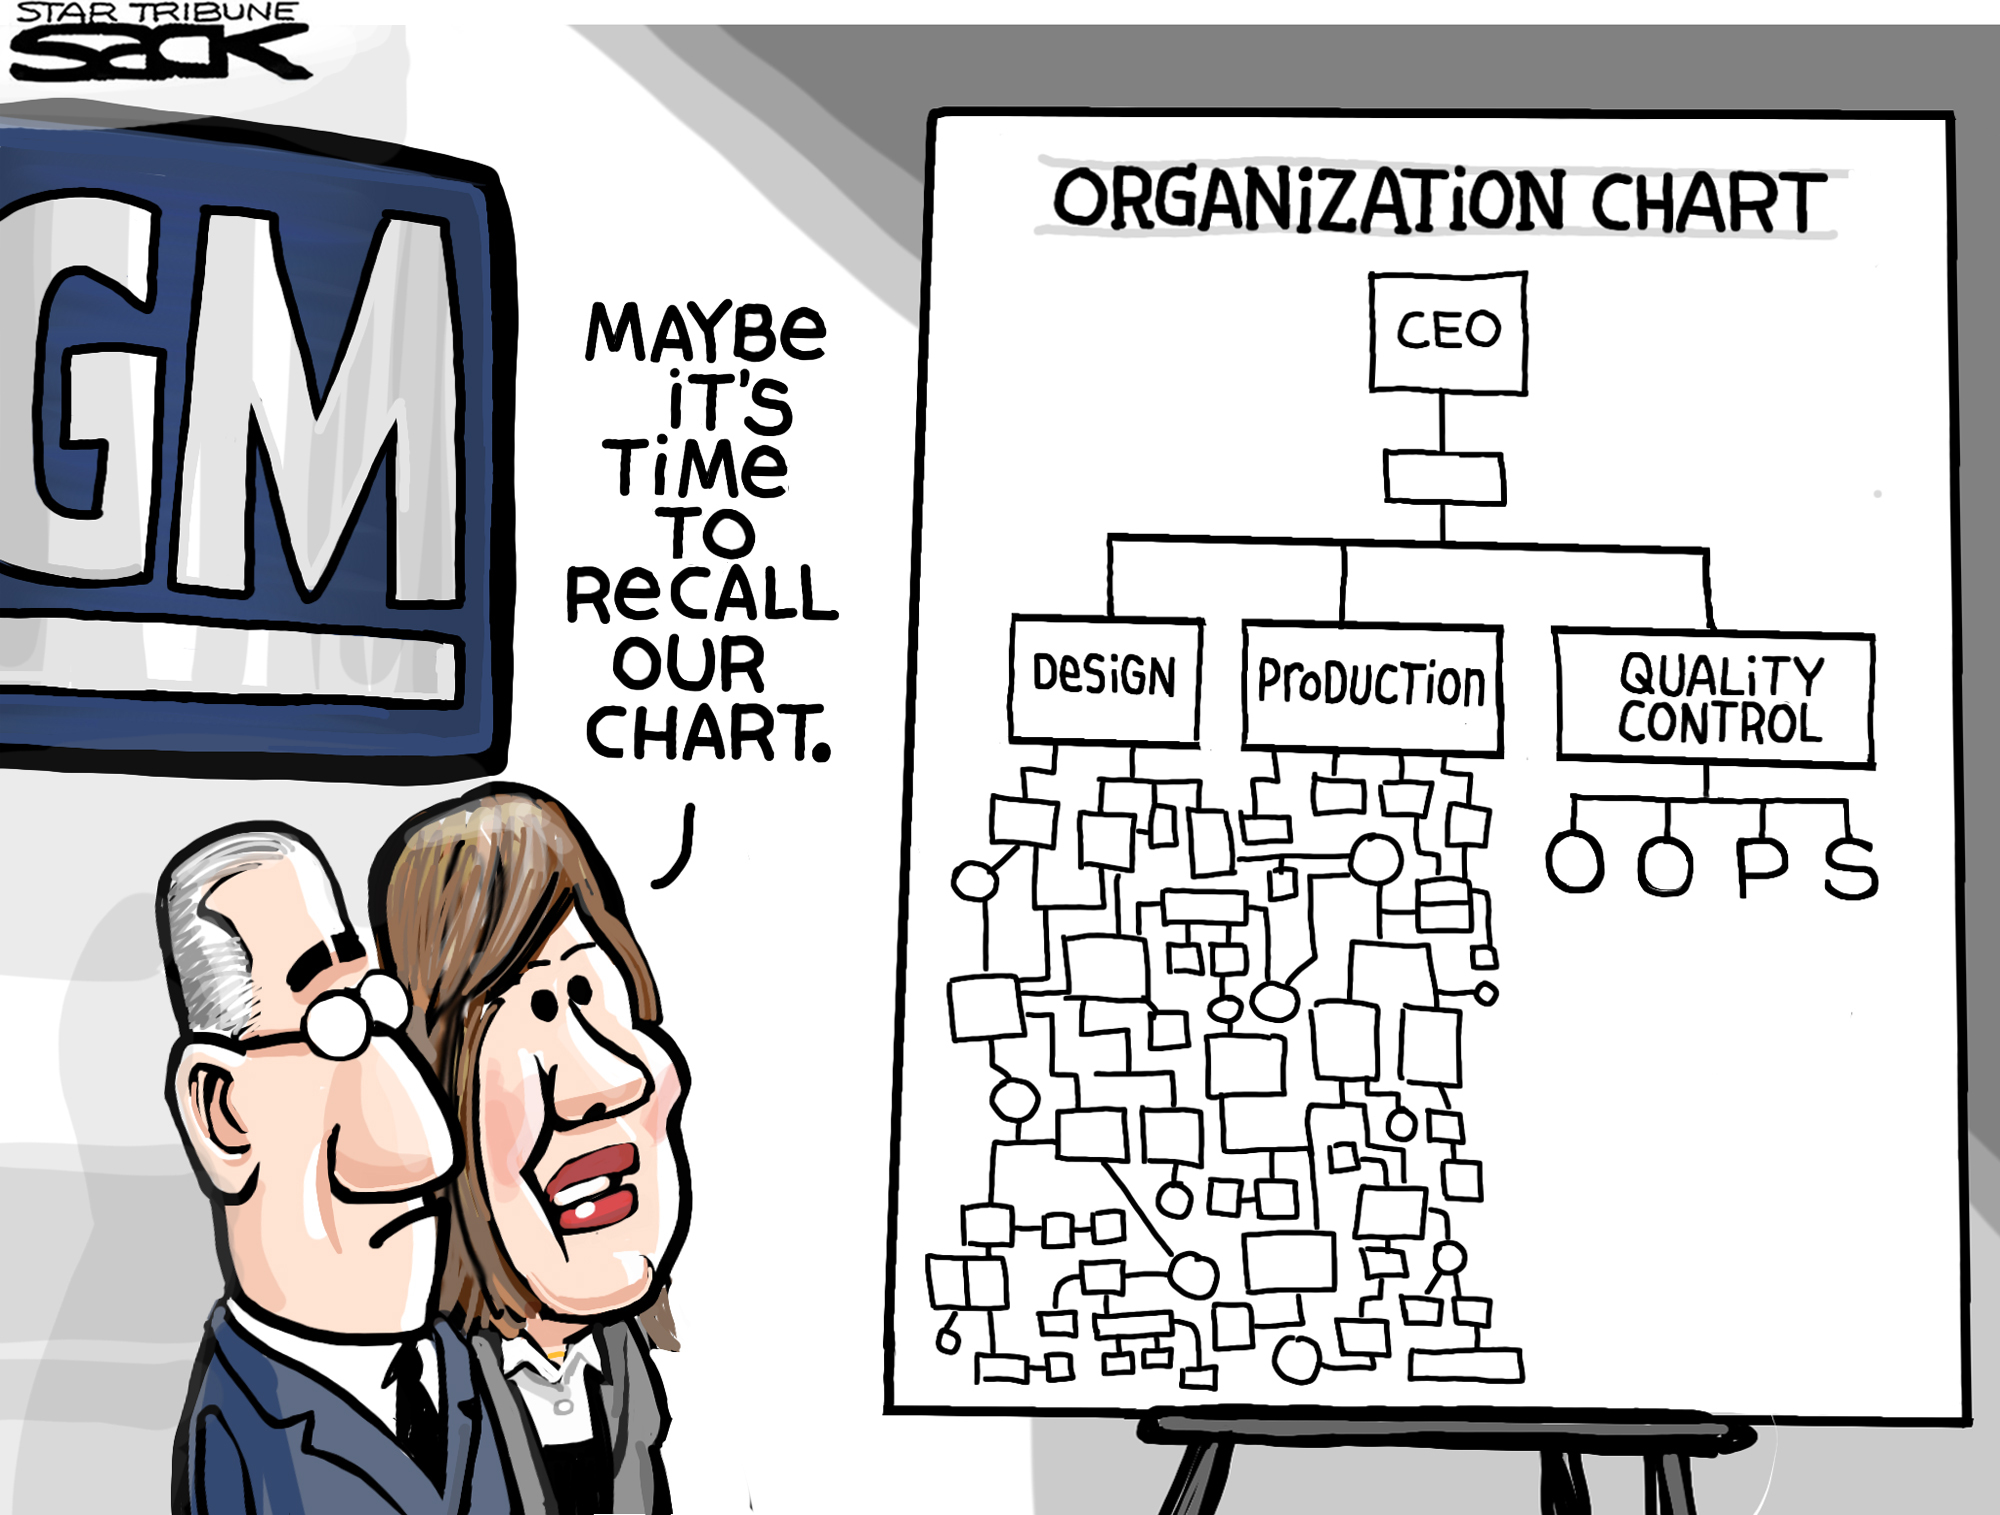 STAR TRIBUNE
SACK
GM
MAYBe
iT'S
TiMe
TO
ReCALL
OUR
CHART.
ORGANiZATiON CHART
CEO
DeSiGN
PRoDUCTion
QUALiTY
CONTROL
O O P S